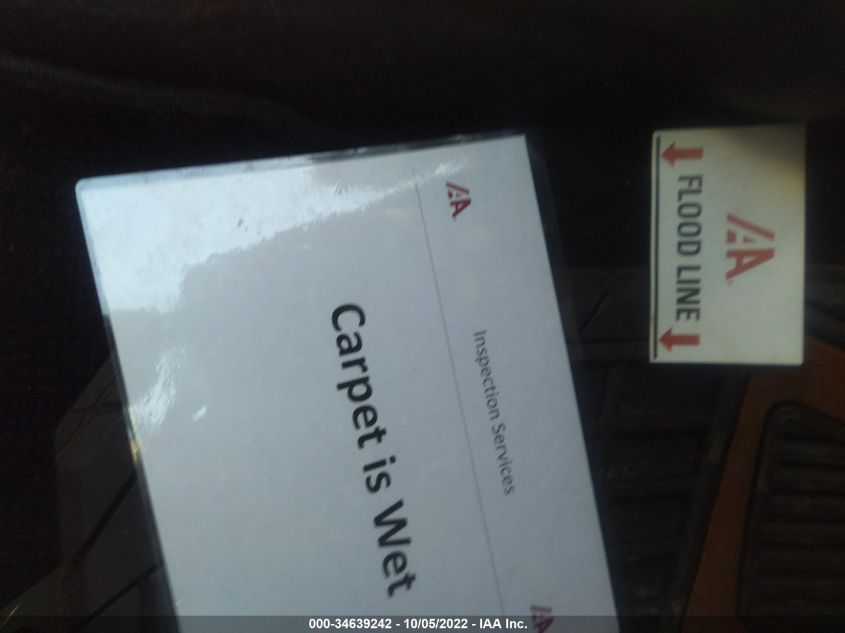 IAA
Inspection Services
IAA
Carpet is Wet
IAA
FLOOD LINE
000-34639242 - 10/05/2022 - IAA Inc.